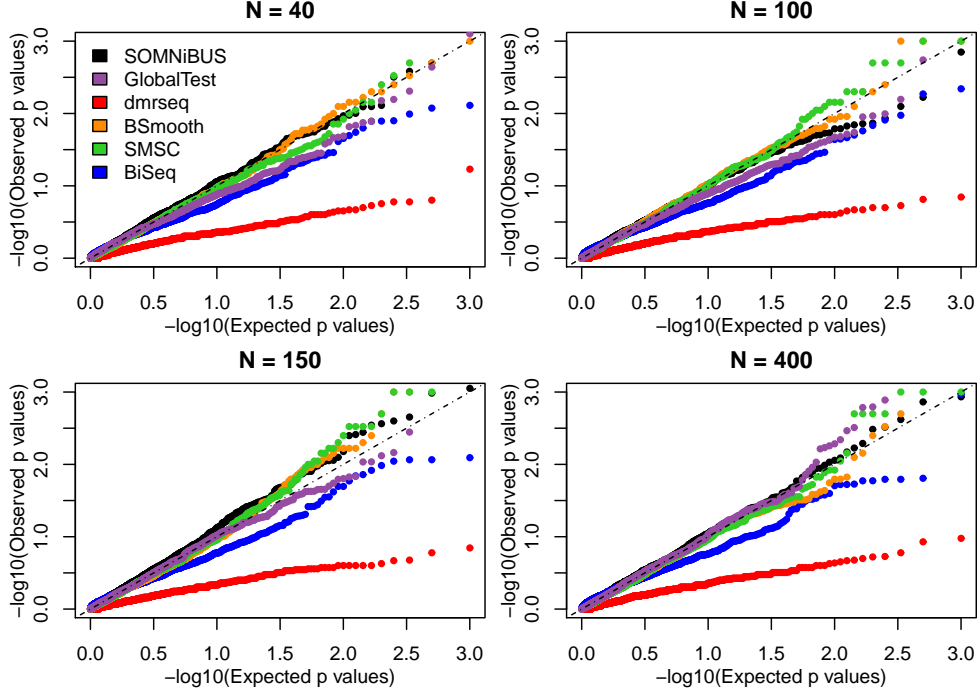 N = 40
N = 100
−log10(Observed p values)
3.0
2.0
1.0
0.0
SOMNiBUS
GlobalTest
dmrseq
BSmooth
SMSC
BiSeq
0.0 0.5 1.0 1.5 2.0 2.5 3.0
−log10(Expected p values)
−log10(Observed p values)
3.0
2.0
1.0
0.0
0.0 0.5 1.0 1.5 2.0 2.5 3.0
−log10(Expected p values)
N = 150
N = 400
−log10(Observed p values)
3.0
2.0
1.0
0.0
0.0 0.5 1.0 1.5 2.0 2.5 3.0
−log10(Expected p values)
−log10(Observed p values)
3.0
2.0
1.0
0.0
0.0 0.5 1.0 1.5 2.0 2.5 3.0
−log10(Expected p values)